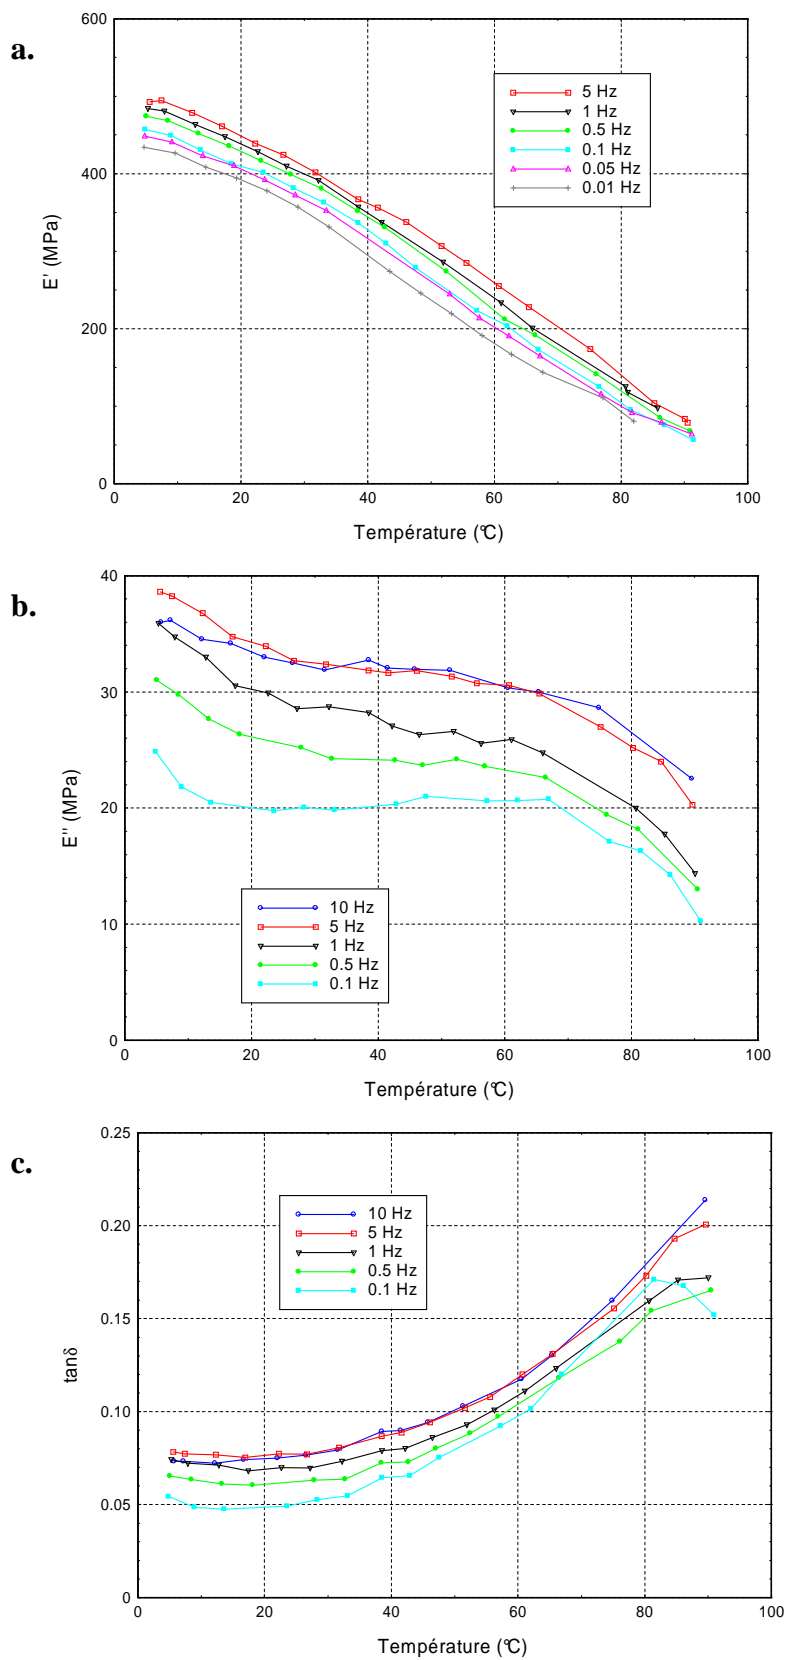 a.
600
400
200
0
E' (MPa)
5 Hz
1 Hz
0.5 Hz
0.1 Hz
0.05 Hz
0.01 Hz
0 20 40 60 80 100
Température (°C)
b.
40
30
20
10
0
E'' (MPa)
10 Hz
5 Hz
1 Hz
0.5 Hz
0.1 Hz
0 20 40 60 80 100
Température (°C)
c.
0.25
0.20
0.15
0.10
0.05
0
tanδ
10 Hz
5 Hz
1 Hz
0.5 Hz
0.1 Hz
0 20 40 60 80 100
Température (°C)